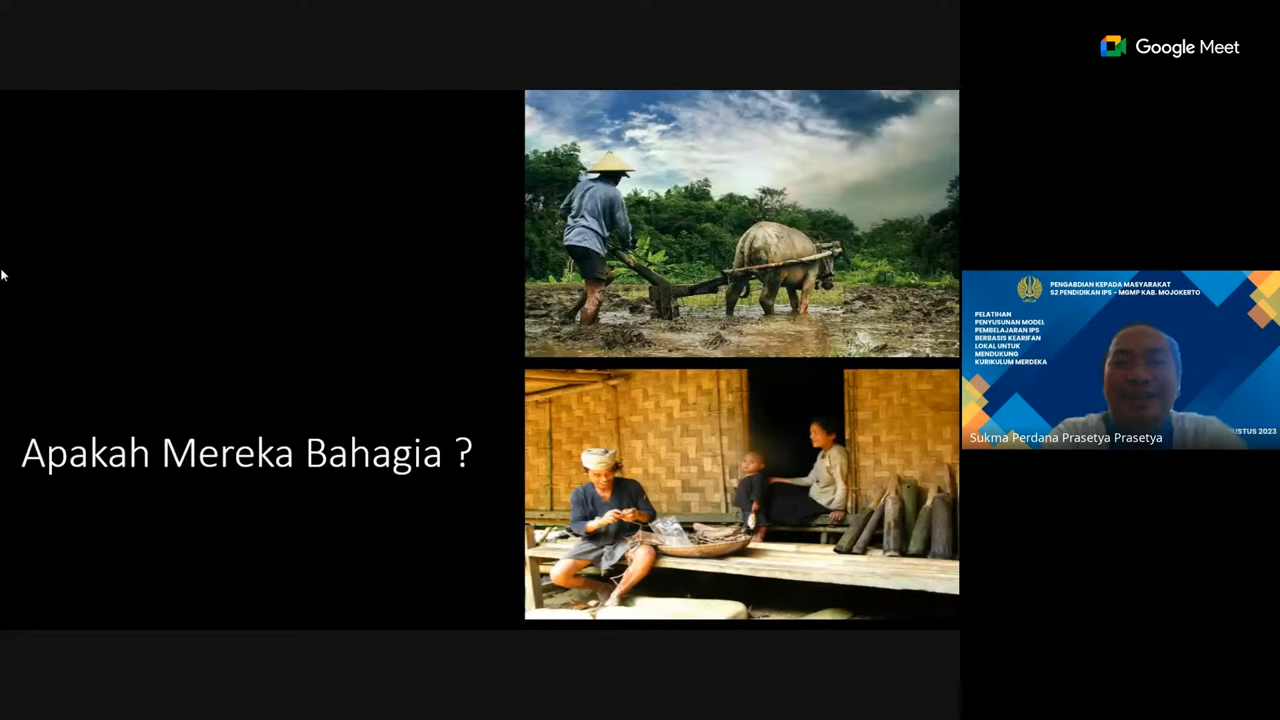 Google Meet
Apakah Mereka Bahagia ?
PENGABDIAN KEPADA MASYARAKAT
S2 PENDIDIKAN IPS - MGMP KAB. MOJOKERTO
PELATIHAN
PENYUSUNAN MODEL
PEMBELAJARAN IPS
BERBASIS KEARIFAN
LOKAL UNTUK
MENDUKUNG
KURIKULUM MERDEKA
USTUS 2023
Sukma Perdana Prasetya Prasetya